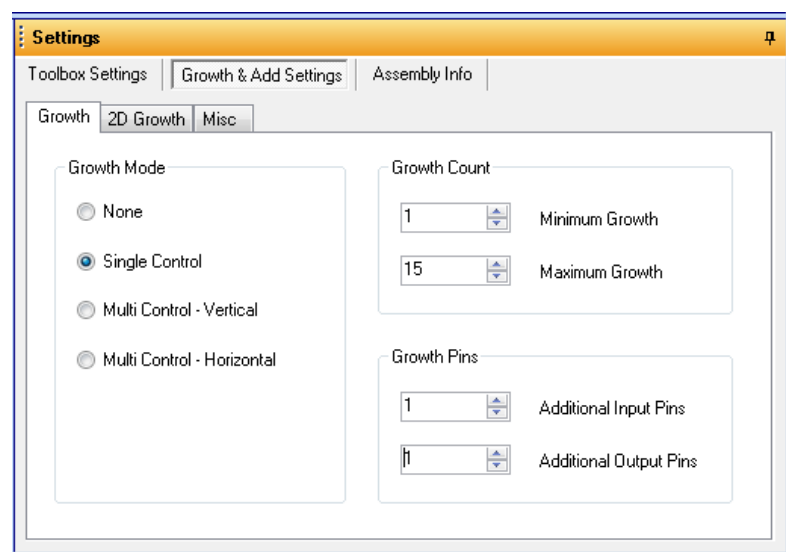 Settings
Toolbox Settings Growth & Add Settings Assembly Info
Growth 2D Growth Misc
Growth Mode
None
Single Control
Multi Control - Vertical
Multi Control - Horizontal
Growth Count
1 Minimum Growth
15 Maximum Growth
Growth Pins
1 Additional Input Pins
1 Additional Output Pins